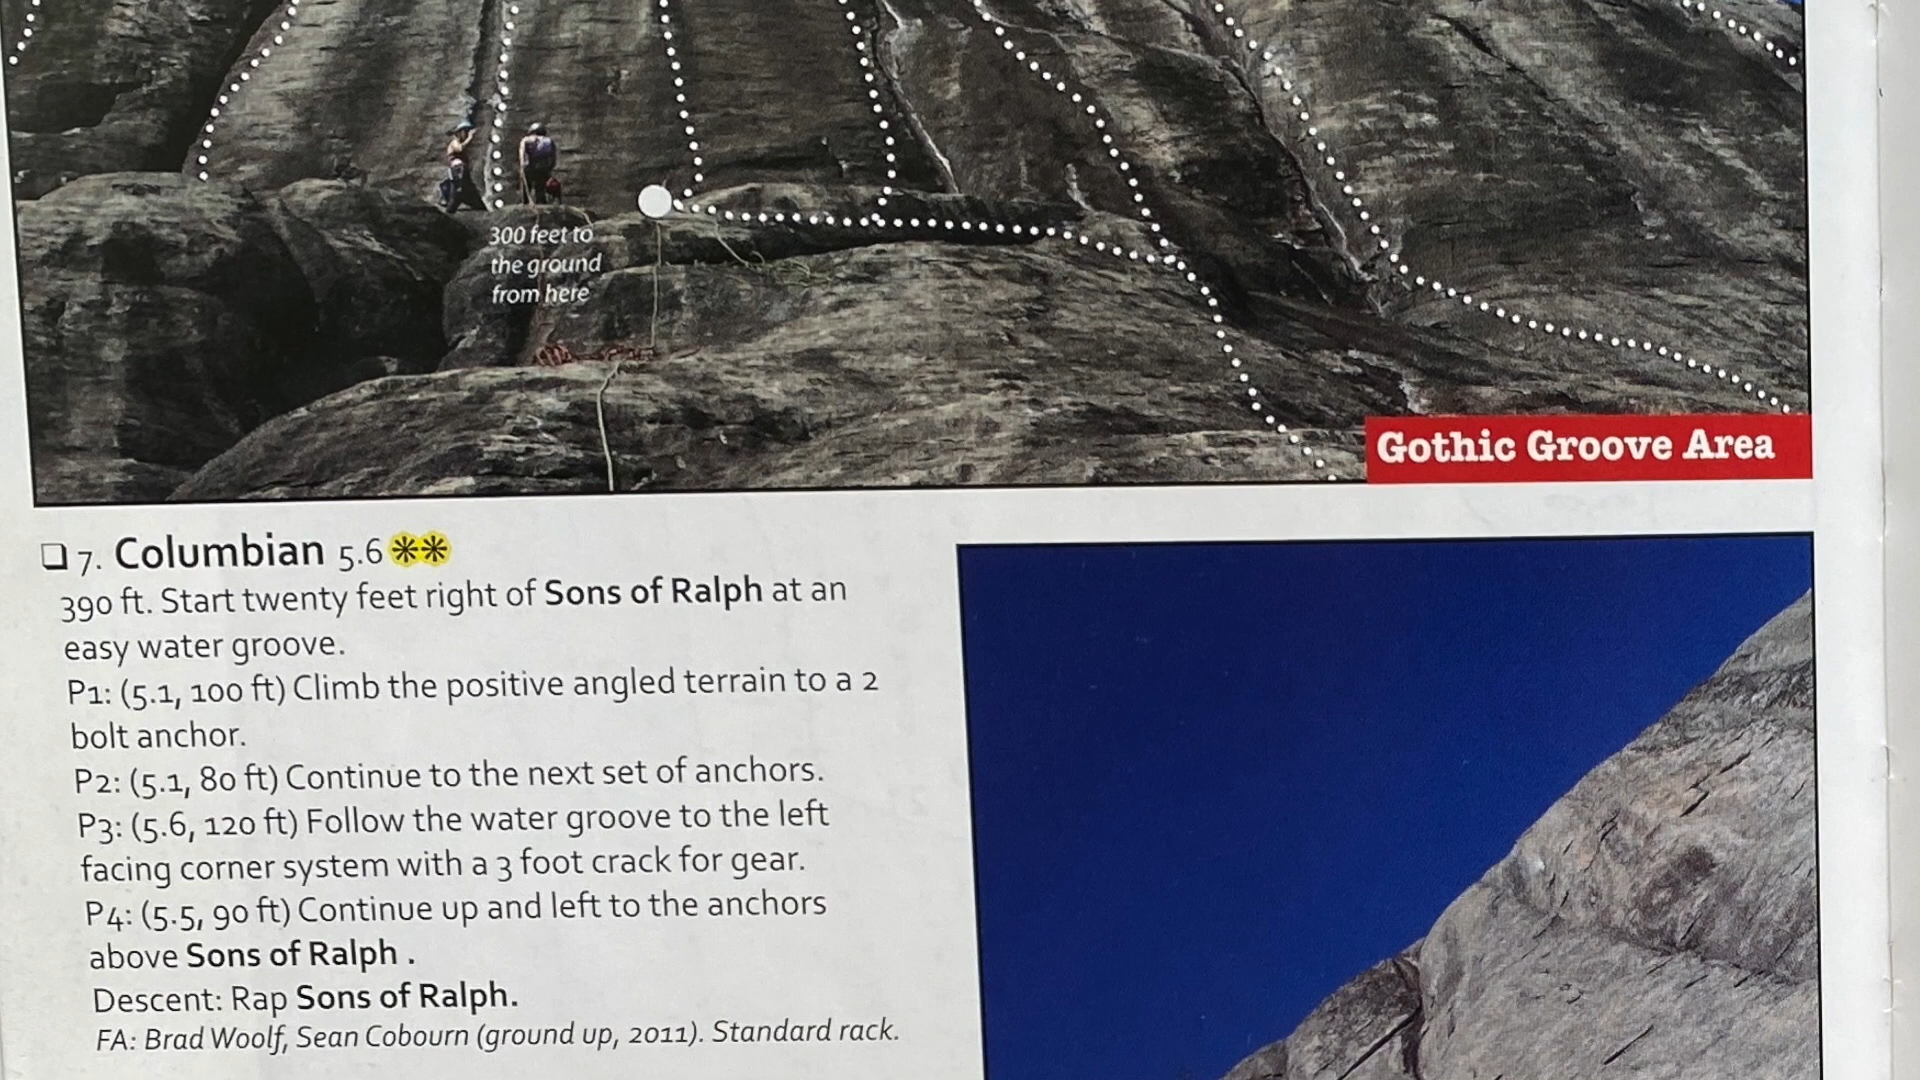 300 feet to
the ground
from here
Gothic Groove Area
❏ 7. Columbian 5.6 **
390 ft. Start twenty feet right of Sons of Ralph at an
easy water groove.
P1: (5.1, 100 ft) Climb the positive angled terrain to a 2
bolt anchor.
P2: (5.1, 80 ft) Continue to the next set of anchors.
P3: (5.6, 120 ft) Follow the water groove to the left
facing corner system with a 3 foot crack for gear.
P4: (5.5, 90 ft) Continue up and left to the anchors
above Sons of Ralph .
Descent: Rap Sons of Ralph.
FA: Brad Woolf, Sean Cobourn (ground up, 2011). Standard rack.